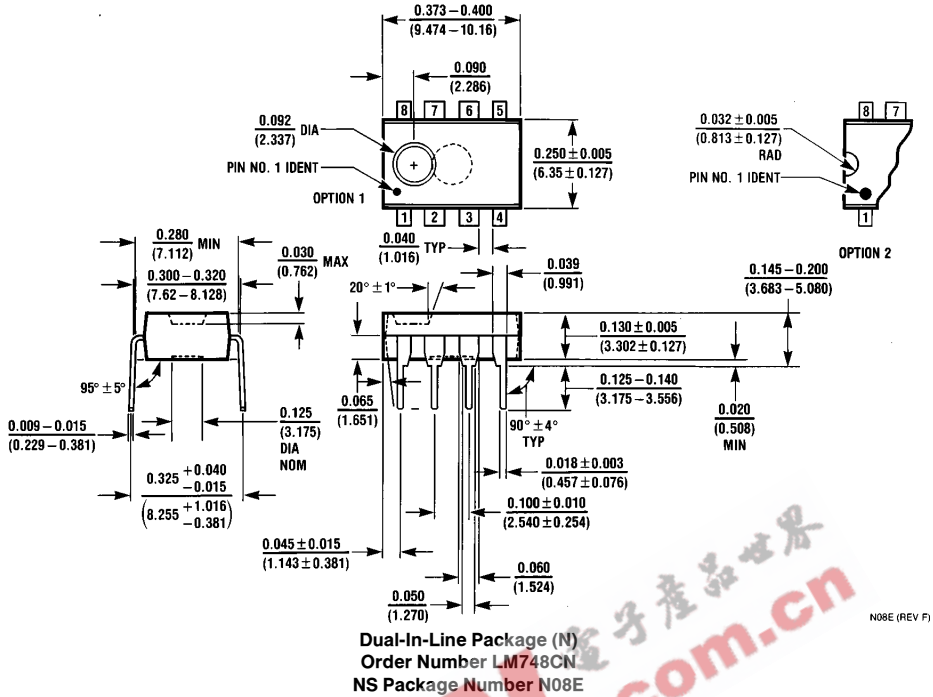 0.373 – 0.400
(9.474 – 10.16)
0.090
(2.286)
8 7 6 5
0.092 DIA
(2.337)
+
PIN NO. 1 IDENT
OPTION 1
1 2 3 4
0.250 ± 0.005
(6.35 ± 0.127)
0.032 ± 0.005
(0.813 ± 0.127)
RAD
PIN NO. 1 IDENT
8 7
1
OPTION 2
0.280 MIN
(7.112)
0.300 – 0.320
(7.62 – 8.128)
0.030 MAX
(0.762)
0.040 TYP
(1.016)
20° ± 1°
0.039
(0.991)
0.145 – 0.200
(3.683 – 5.080)
0.130 ± 0.005
(3.302 ± 0.127)
0.125 – 0.140
(3.175 – 3.556)
0.020
(0.508)
MIN
95° ± 5°
0.009 – 0.015
(0.229 – 0.381)
0.125
(3.175)
DIA
NOM
0.065
(1.651)
90° ± 4°
TYP
0.325 +0.040 −0.015
(8.255 +1.016 −0.381)
0.018 ± 0.003
(0.457 ± 0.076)
0.100 ± 0.010
(2.540 ± 0.254)
0.045 ± 0.015
(1.143 ± 0.381)
0.060
(1.524)
0.050
(1.270)
N08E (REV F)
Dual-In-Line Package (N)
Order Number LM748CN
NS Package Number N08E
電子產品世界
.com.cn